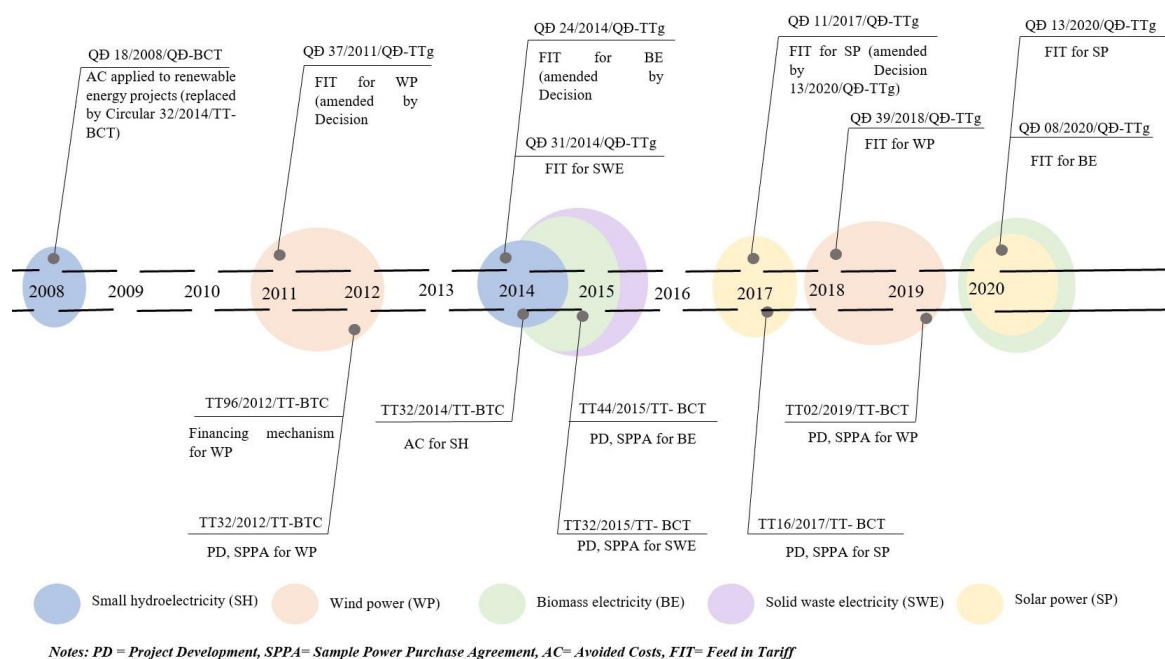 QĐ 18/2008/QĐ-BCT
AC applied to renewable
energy projects (replaced
by Circular 32/2014/TT-
BCT)
QĐ 37/2011/QĐ-TTg
FIT for WP
(amended by
Decision
QĐ 24/2014/QĐ-TTg
FIT for BE
(amended by
Decision
QĐ 31/2014/QĐ-TTg
FIT for SWE
QĐ 11/2017/QĐ-TTg
FIT for SP (amended
by Decision
13/2020/QĐ-TTg)
QĐ 39/2018/QĐ-TTg
FIT for WP
QĐ 13/2020/QĐ-TTg
FIT for SP
QĐ 08/2020/QĐ-TTg
FIT for BE
2008 2009 2010 2011 2012 2013 2014 2015 2016 2017 2018 2019 2020
TT96/2012/TT-BTC
Financing mechanism
for WP
TT32/2012/TT-BTC
PD, SPPA for WP
TT32/2014/TT-BTC
AC for SH
TT44/2015/TT- BCT
PD, SPPA for BE
TT32/2015/TT- BCT
PD, SPPA for SWE
TT02/2019/TT-BCT
PD, SPPA for WP
TT16/2017/TT- BCT
PD, SPPA for SP
Small hydroelectricity (SH)
Wind power (WP)
Biomass electricity (BE)
Solid waste electricity (SWE)
Solar power (SP)
Notes: PD = Project Development, SPPA= Sample Power Purchase Agreement, AC= Avoided Costs, FIT= Feed in Tariff